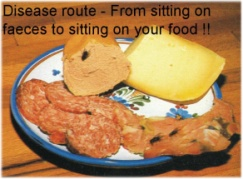 Disease route - From sitting on
faeces to sitting on your food !!